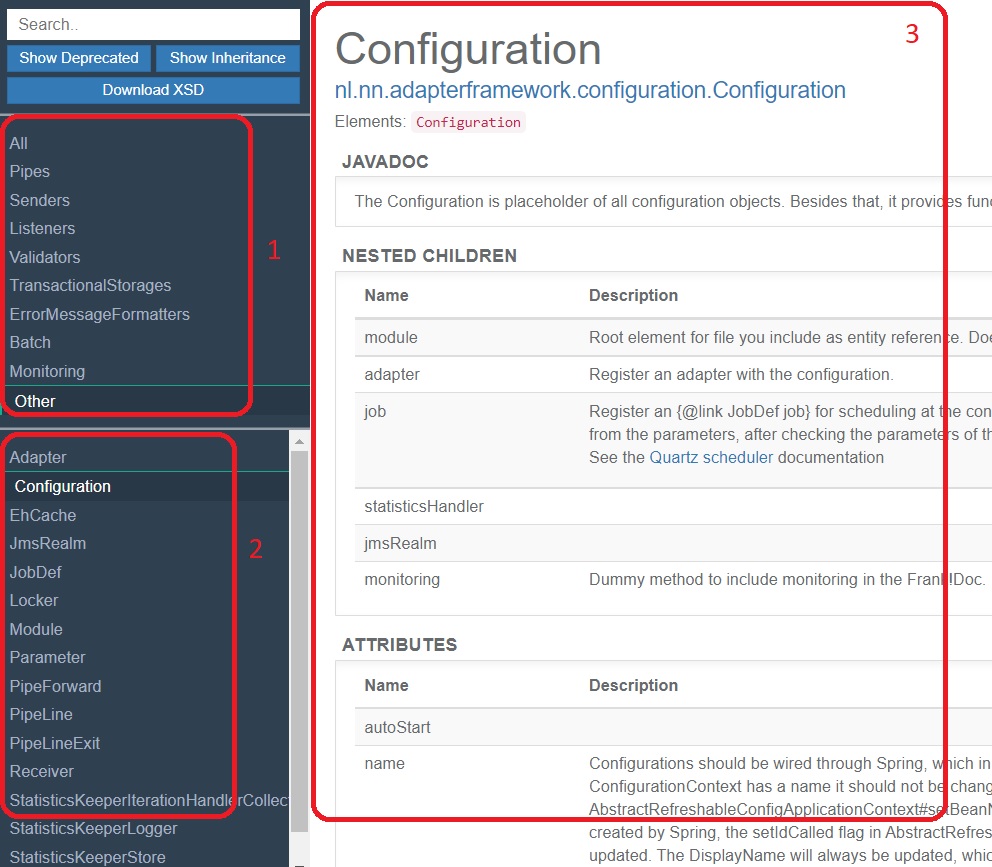 Search..
Show Deprecated Show Inheritance
Download XSD
All
Pipes
Senders
Listeners
Validators
TransactionalStorages
ErrorMessageFormatters
Batch
Monitoring
Other
1
Adapter
Configuration
EhCache
JmsRealm
JobDef
Locker
Module
Parameter
PipeForward
PipeLine
PipeLineExit
Receiver
StatisticsKeeperIterationHandlerCollec
StatisticsKeeperLogger
StatisticsKeeperStore
2
3
Configuration
nl.nn.adapterframework.configuration.Configuration
Elements: Configuration
JAVADOC
The Configuration is placeholder of all configuration objects. Besides that, it provides func
NESTED CHILDREN
Name Description
module Root element for file you include as entity reference. Doe
adapter Register an adapter with the configuration.
job Register an {@link JobDef job} for scheduling at the con
from the parameters, after checking the parameters of th
See the Quartz scheduler documentation
statisticsHandler
jmsRealm
monitoring Dummy method to include monitoring in the Frank!Doc.
ATTRIBUTES
Name Description
autoStart
name Configurations should be wired through Spring, which in
ConfigurationContext has a name it should not be chang
AbstractRefreshableConfigApplicationContext#setBeanN
created by Spring, the setIdCalled flag in AbstractRefres
updated. The DisplayName will always be updated, whic